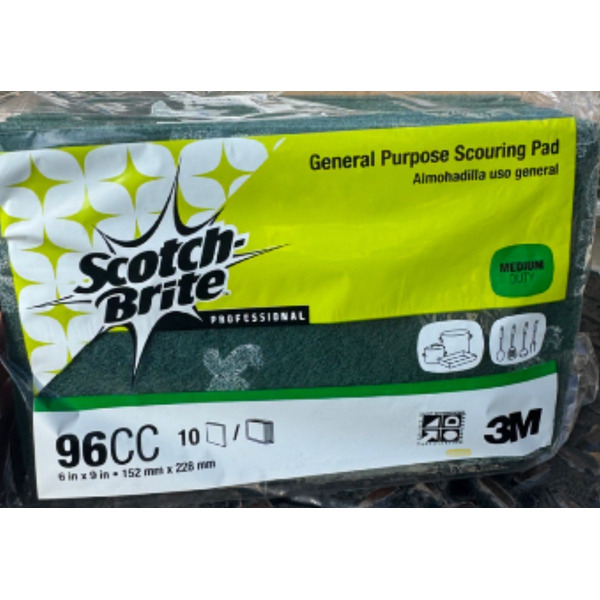 General Purpose Scouring Pad
Almohadilla uso general
Scotch-
Brite
PROFESSIONAL
MEDIUM
DUTY
96CC 10 /
6 in x 9 in • 152 mm x 228 mm
3M